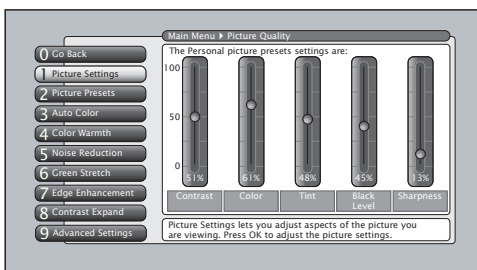 Main Menu ▶ Picture Quality
0 Go Back
1 Picture Settings
2 Picture Presets
3 Auto Color
4 Color Warmth
5 Noise Reduction
6 Green Stretch
7 Edge Enhancement
8 Contrast Expand
9 Advanced Settings
The Personal picture presets settings are:
100
50
0
51% 61% 48% 45% 13%
Contrast Color Tint Black Level Sharpness
Picture Settings lets you adjust aspects of the picture you
are viewing. Press OK to adjust the picture settings.